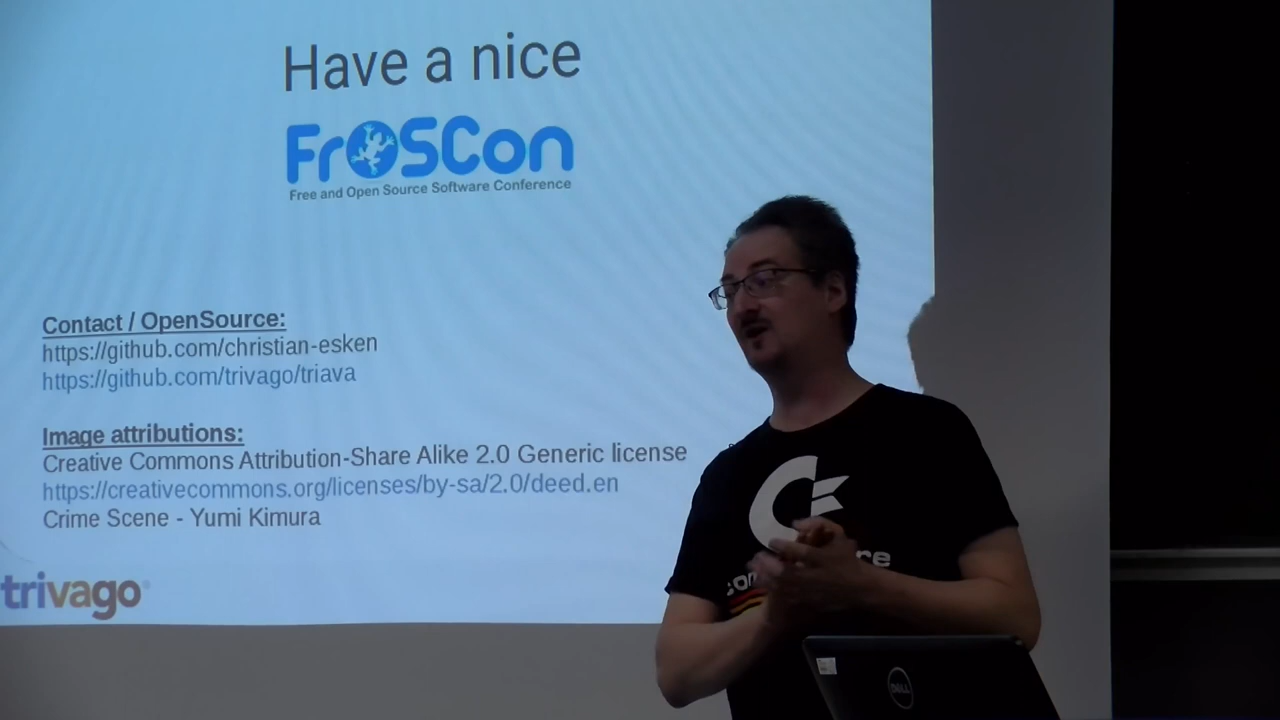 Have a nice
FrOSCon
Free and Open Source Software Conference
Contact / OpenSource:
https://github.com/christian-esken
https://github.com/trivago/triava
Image attributions:
Creative Commons Attribution-Share Alike 2.0 Generic license
https://creativecommons.org/licenses/by-sa/2.0/deed.en
Crime Scene - Yumi Kimura
trivago
DELL